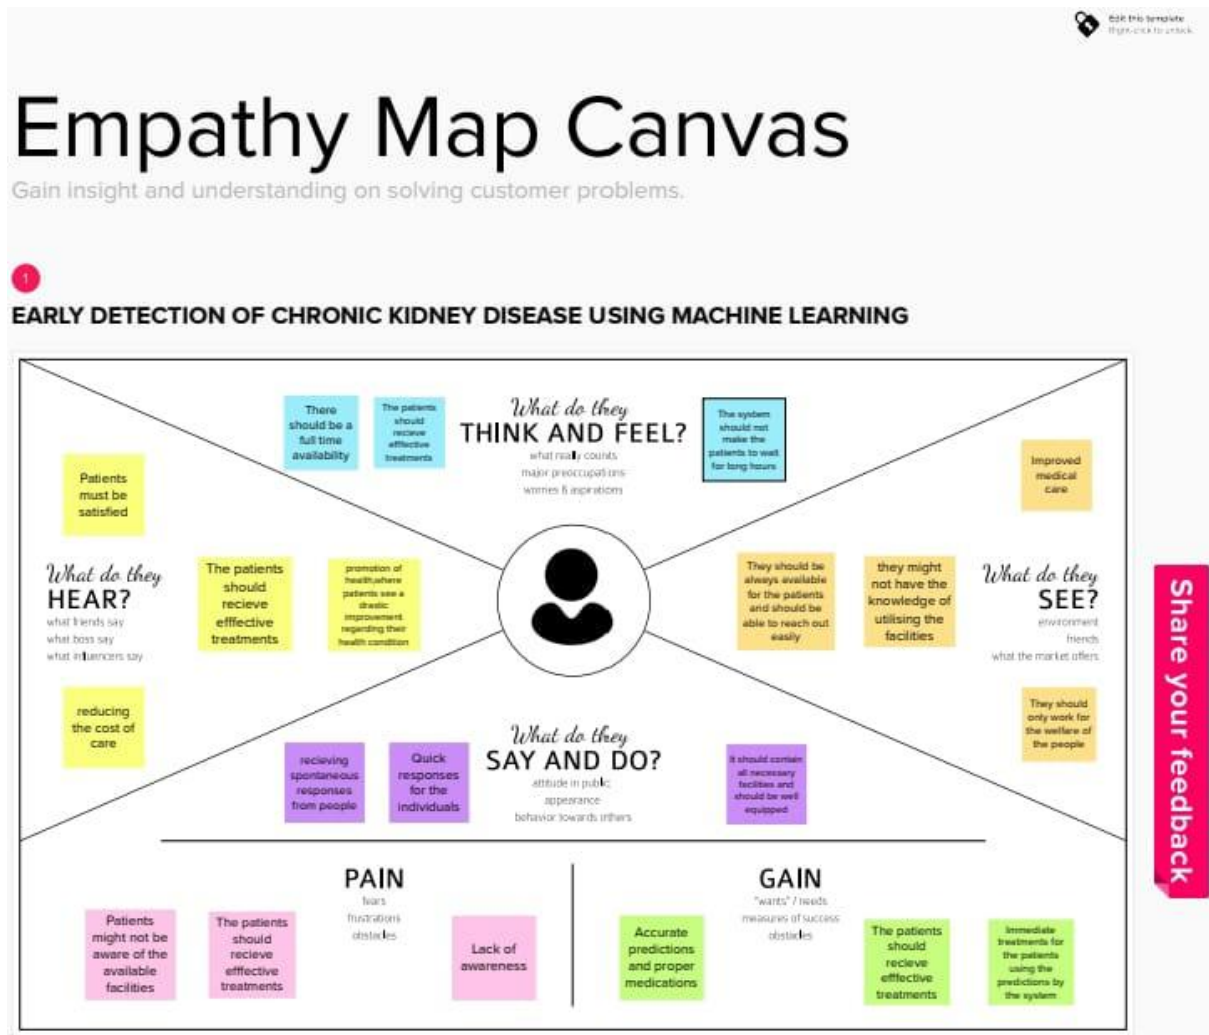 Edit this template
Right-click to unlock
Empathy Map Canvas
Gain insight and understanding on solving customer problems.
1
EARLY DETECTION OF CHRONIC KIDNEY DISEASE USING MACHINE LEARNING
There
should be a
full time
availability
The patients
should
recieve
efffective
treatments
What do they
THINK AND FEEL?
what really counts
major preoccupations
worries & aspirations
The system
should not
make the
patients to wait
for long hours
Patients
must be
satisfied
What do they
HEAR?
what friends say
what boss say
what influencers say
The patients
should
recieve
efffective
treatments
promotion of
health,where
patients see a
drastic
improvement
regarding their
health condition
reducing
the cost of
care
Improved
medical
care
They should be
always available
for the patients
and should be
able to reach out
easily
they might
not have the
knowledge of
utilising the
facilities
What do they
SEE?
environment
friends
what the market offers
They should
only work for
the welfare of
the people
recieving
spontaneous
responses
from people
Quick
responses
for the
individuals
What do they
SAY AND DO?
attitude in public
appearance
behavior towards others
It should contain
all necessary
facilities and
should be well
equipped
PAIN
fears
frustrations
obstacles
Patients
might not be
aware of the
available
facilities
The patients
should
recieve
efffective
treatments
Lack of
awareness
GAIN
"wants" / needs
measures of success
obstacles
Accurate
predictions
and proper
medications
The patients
should
recieve
efffective
treatments
Immediate
treatments for
the patients
using the
predictions by
the system
Share your feedback